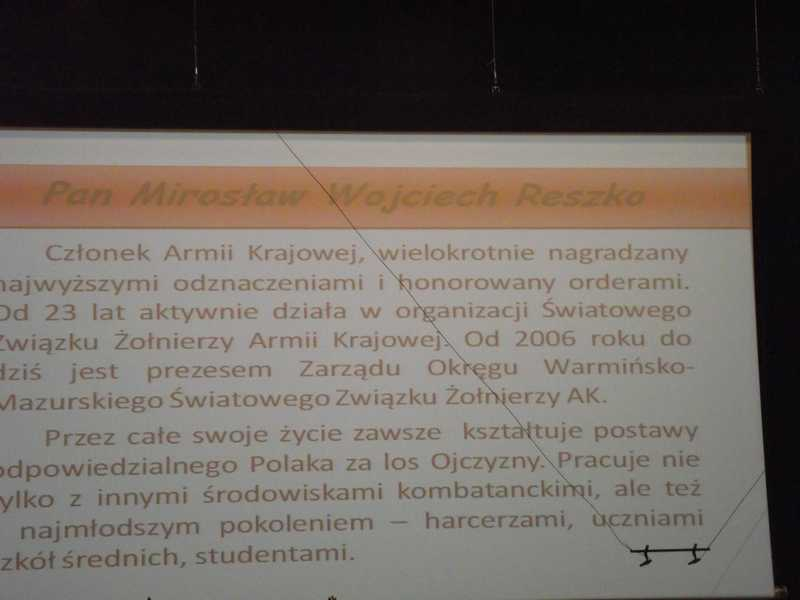 Pan Mirosław Wojciech Reszko
Członek Armii Krajowej, wielokrotnie nagradzany
najwyższymi odznaczeniami i honorowany orderami.
Od 23 lat aktywnie działa w organizacji Światowego
Związku Żołnierzy Armii Krajowej. Od 2006 roku do
dziś jest prezesem Zarządu Okręgu Warmińsko-
Mazurskiego Światowego Związku Żołnierzy AK.
Przez całe swoje życie zawsze kształtuje postawy
odpowiedzialnego Polaka za los Ojczyzny. Pracuje nie
tylko z innymi środowiskami kombatanckimi, ale też
najmłodszym pokoleniem – harcerzami, uczniami
szkół średnich, studentami.